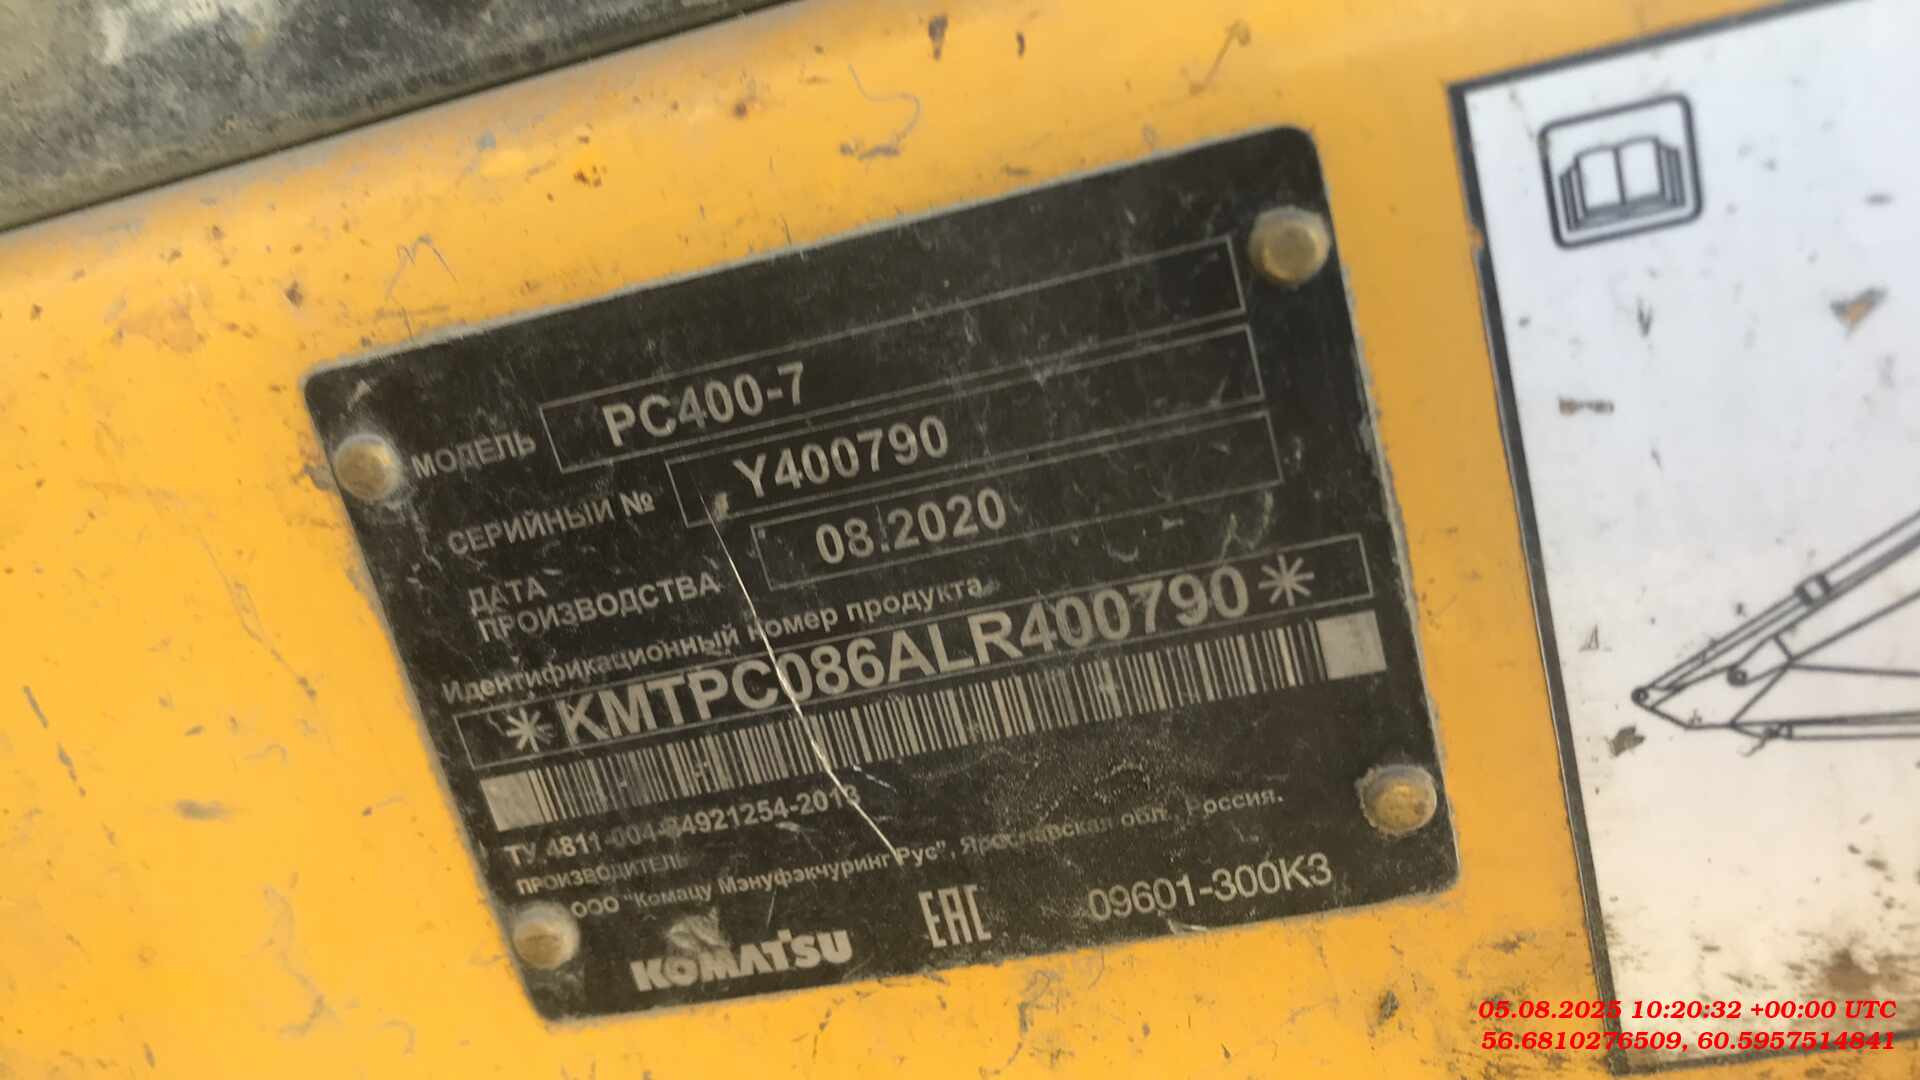 МОДЕЛЬ PC400-7
СЕРИЙНЫЙ № Y400790
ДАТА
ПРОИЗВОДСТВА 08.2020
Идентификационный номер продукта
*KMTPC086ALR400790*
ТУ 4811-004-84921254-2013
ПРОИЗВОДИТЕЛЬ
ООО "Комацу Мэнуфэкчуринг Рус", Ярославская обл. Россия.
KOMATSU EAC 09601-300K3
05.08.2025 10:20:32 +00:00 UTC
56.6810276509, 60.5957514841